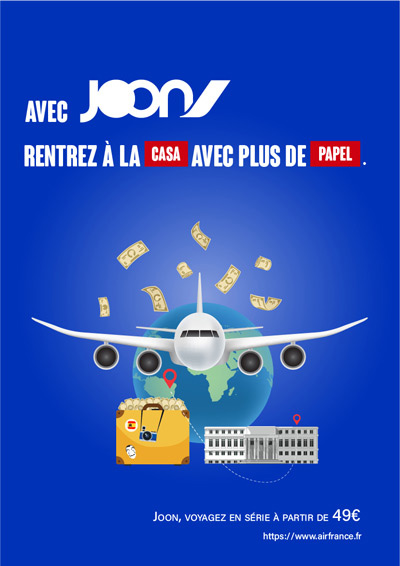 AVEC JOON
RENTREZ À LA CASA AVEC PLUS DE PAPEL.
JOON, VOYAGEZ EN SÉRIE À PARTIR DE 49€
https://www.airfrance.fr